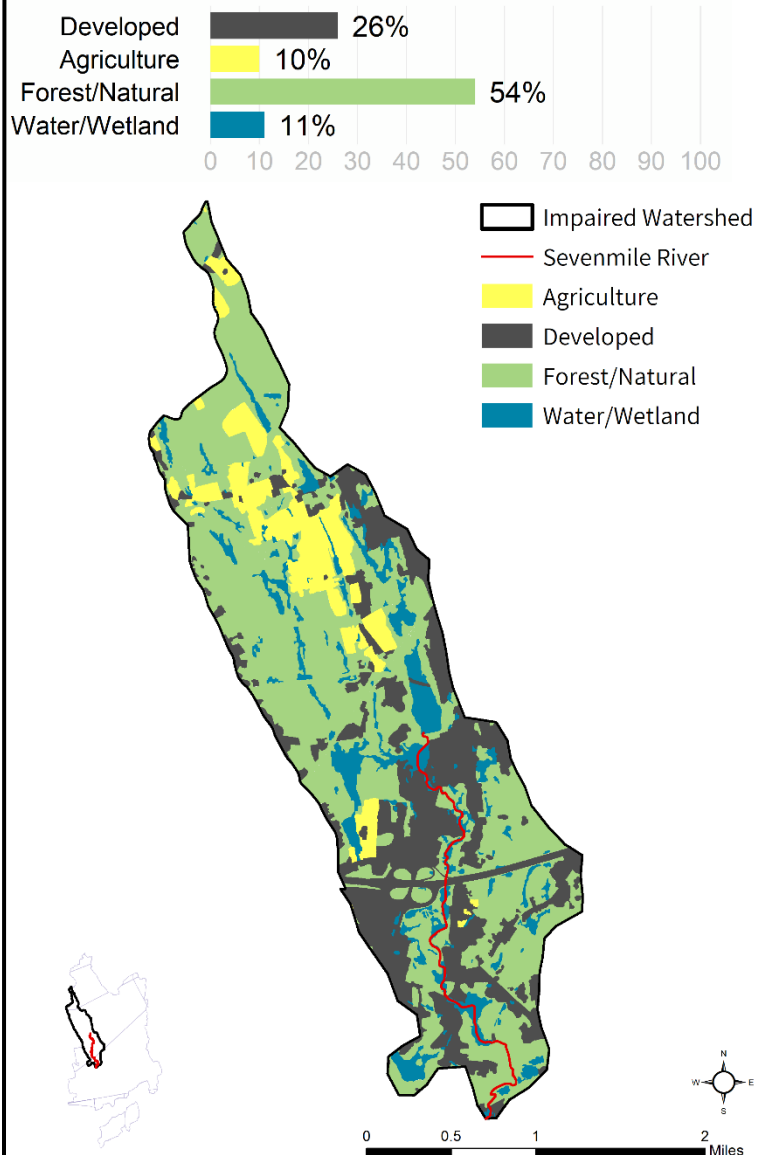 Developed 26%
Agriculture 10%
Forest/Natural 54%
Water/Wetland 11%
0 10 20 30 40 50 60 70 80 90 100
Impaired Watershed
Sevenmile River
Agriculture
Developed
Forest/Natural
Water/Wetland
N
W E
S
0 0.5 1 2
Miles